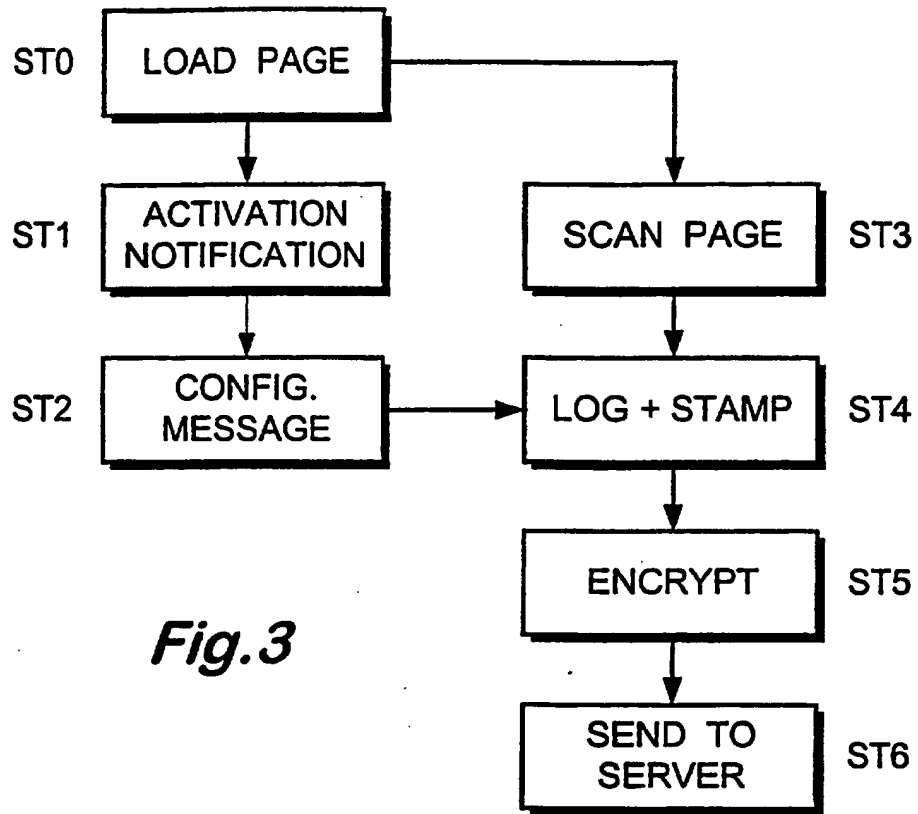 ST0
LOAD PAGE
ST1
ACTIVATION
NOTIFICATION
SCAN PAGE
ST3
ST2
CONFIG.
MESSAGE
LOG + STAMP
ST4
ENCRYPT
ST5
Fig.3
SEND TO
SERVER
ST6